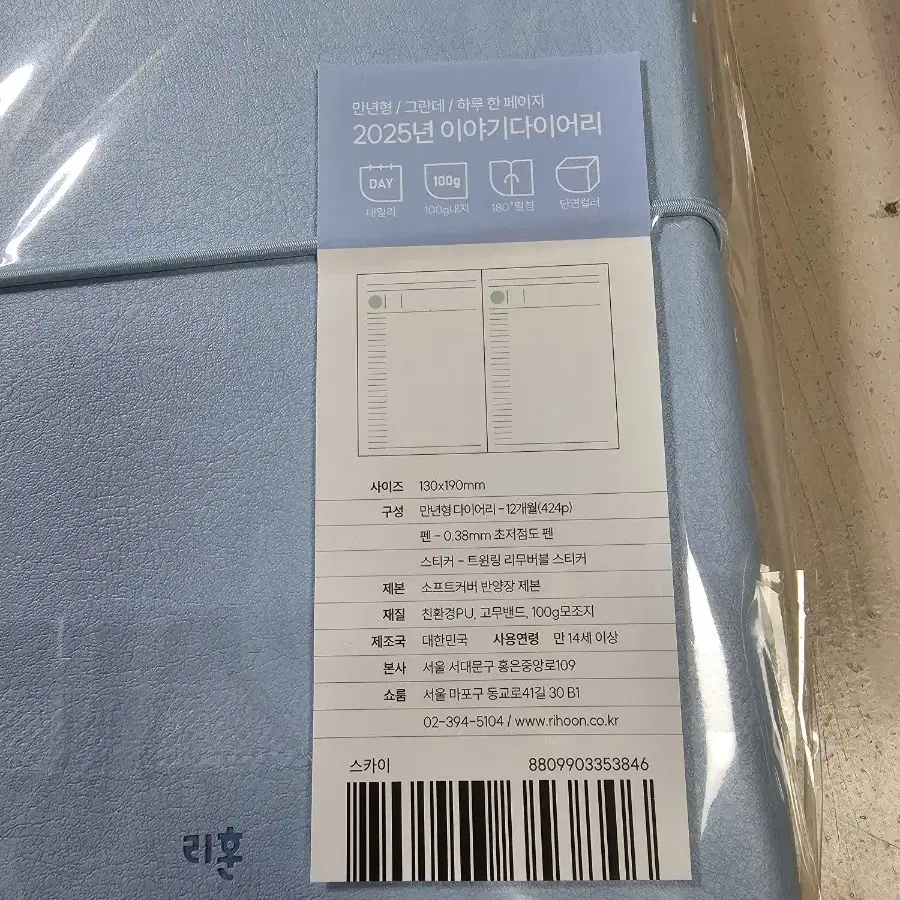 만년형 / 그란데 / 하루 한 페이지
2025년 이야기다이어리
DAY 100g
데일리 100g내지 180°펼침 단면컬러
사이즈 130x190mm
구성 만년형 다이어리 - 12개월(424p)
펜 - 0.38mm 초저점도 펜
스티커 - 트윈링 리무버블 스티커
제본 소프트커버 반양장 제본
재질 친환경PU, 고무밴드, 100g모조지
제조국 대한민국 사용연령 만 14세 이상
본사 서울 서대문구 홍은중앙로109
쇼룸 서울 마포구 동교로41길 30 B1
02-394-5104 / www.rihoon.co.kr
스카이 8809903353846
리훈